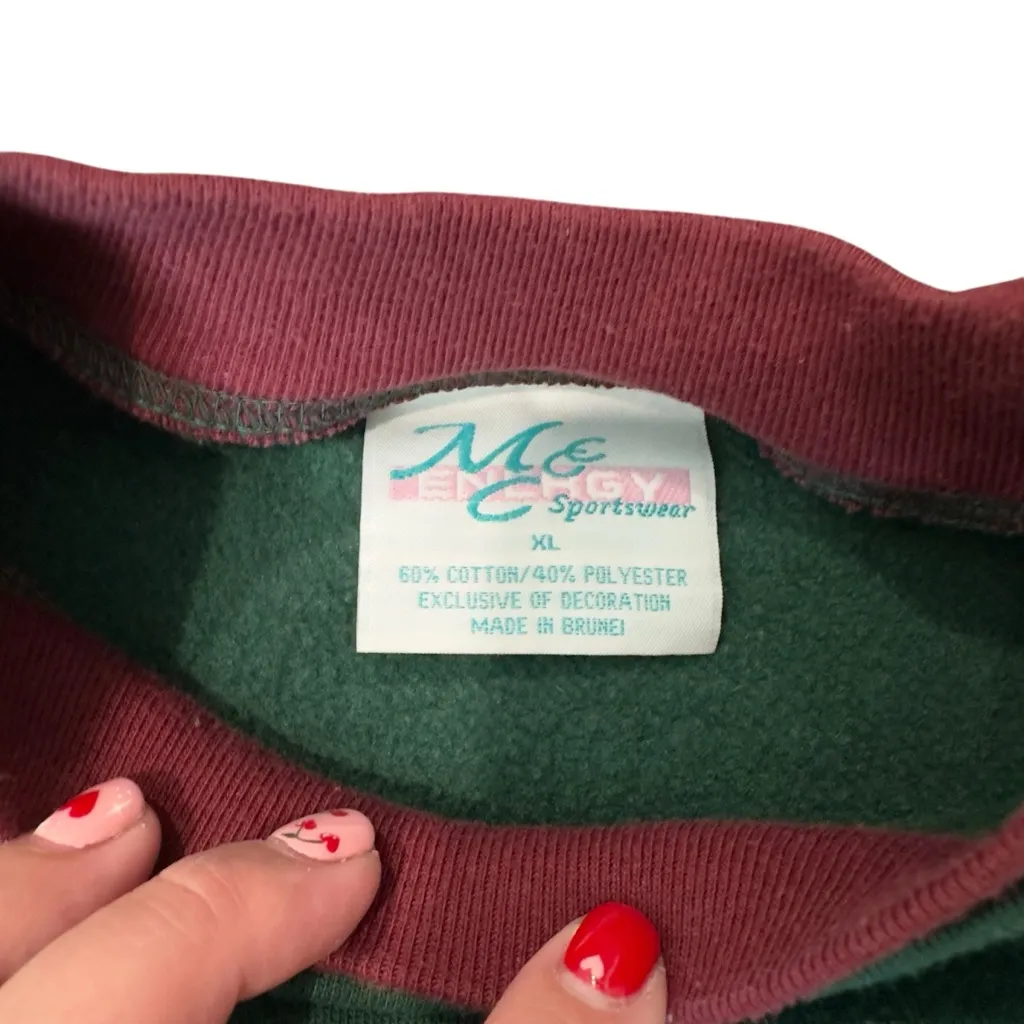 MEC
ENERGY
Sportswear
XL
60% COTTON/40% POLYESTER
EXCLUSIVE OF DECORATION
MADE IN BRUNEI